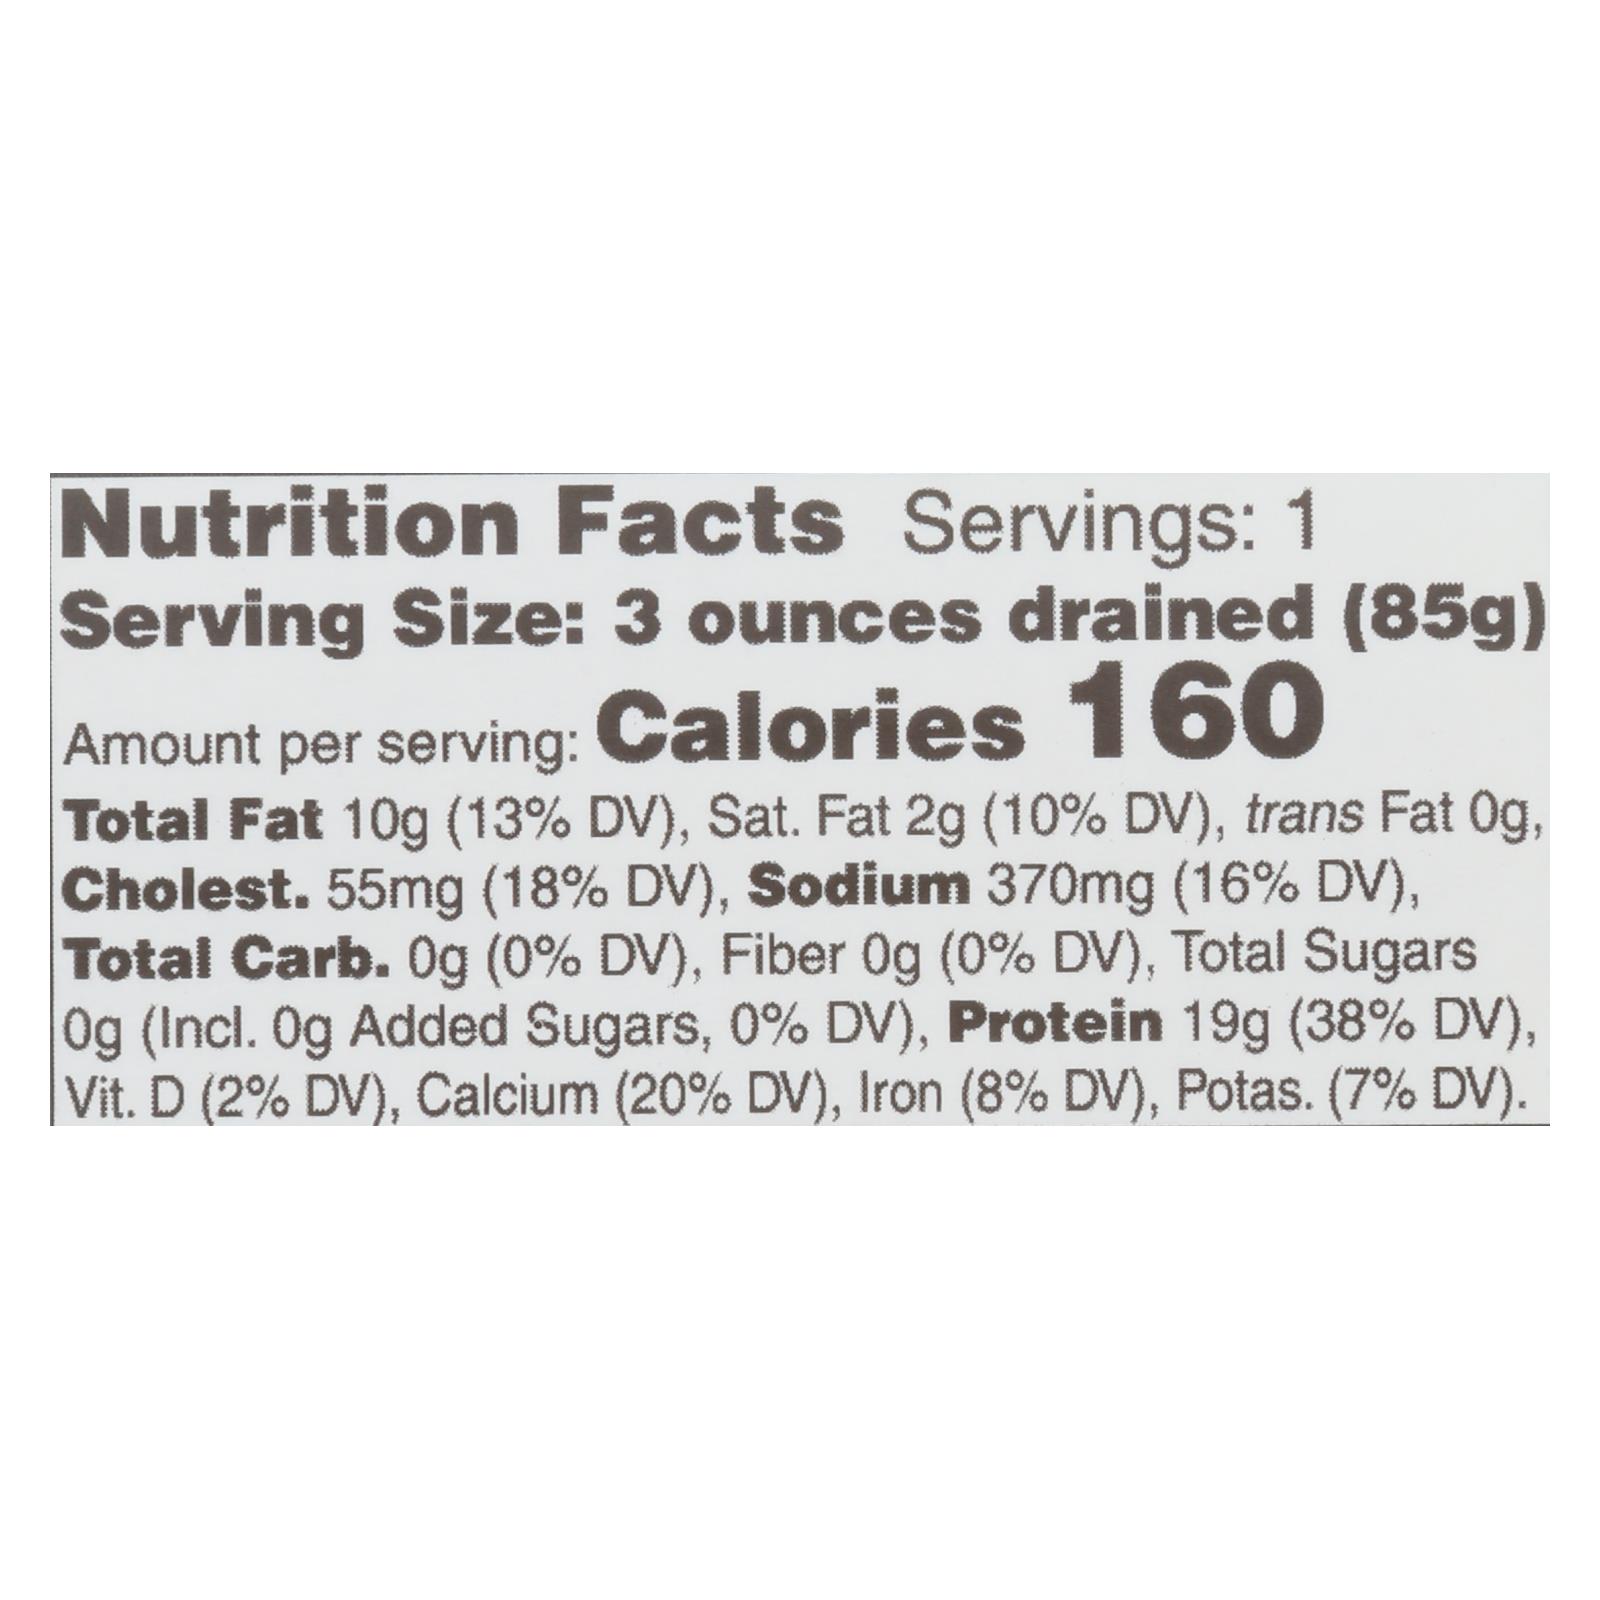 Nutrition Facts Servings: 1
Serving Size: 3 ounces drained (85g)
Amount per serving: Calories 160
Total Fat 10g (13% DV), Sat. Fat 2g (10% DV), trans Fat 0g,
Cholest. 55mg (18% DV), Sodium 370mg (16% DV),
Total Carb. 0g (0% DV), Fiber 0g (0% DV), Total Sugars
0g (Incl. 0g Added Sugars, 0% DV), Protein 19g (38% DV),
Vit. D (2% DV), Calcium (20% DV), Iron (8% DV), Potas. (7% DV).